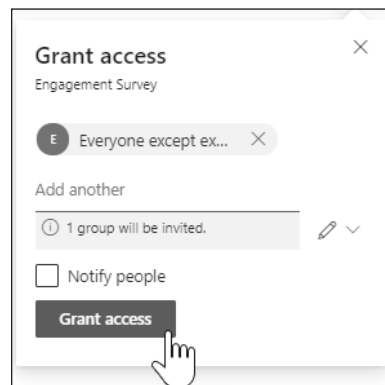 Grant access
Engagement Survey
E Everyone except ex...
Add another
1 group will be invited.
Notify people
Grant access